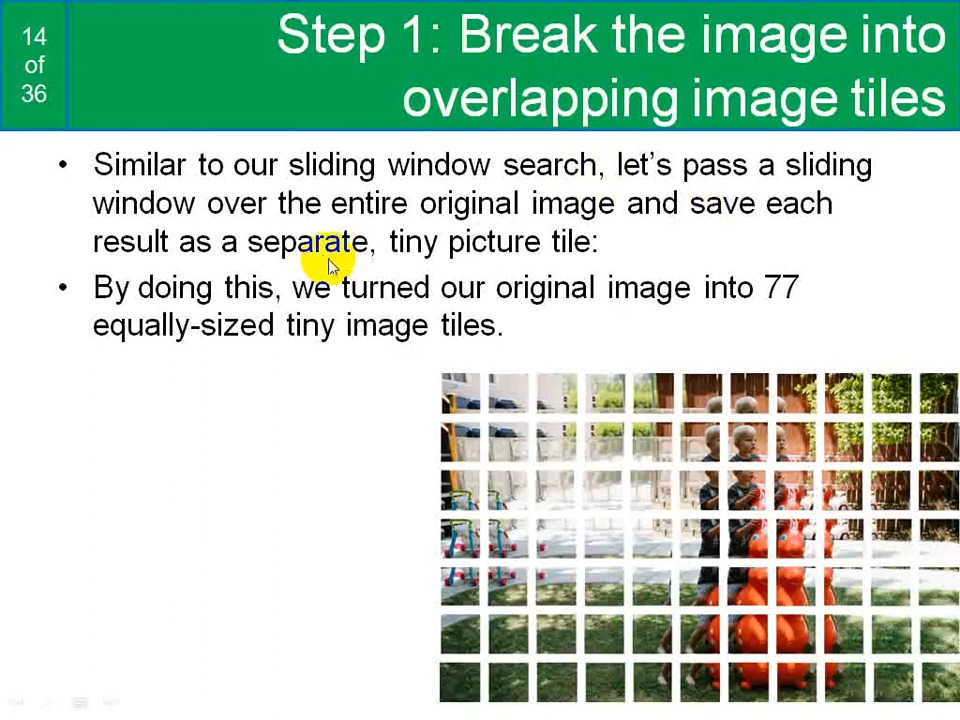 14
of
36
Step 1: Break the image into
overlapping image tiles
• Similar to our sliding window search, let's pass a sliding
window over the entire original image and save each
result as a separate, tiny picture tile:
• By doing this, we turned our original image into 77
equally-sized tiny image tiles.